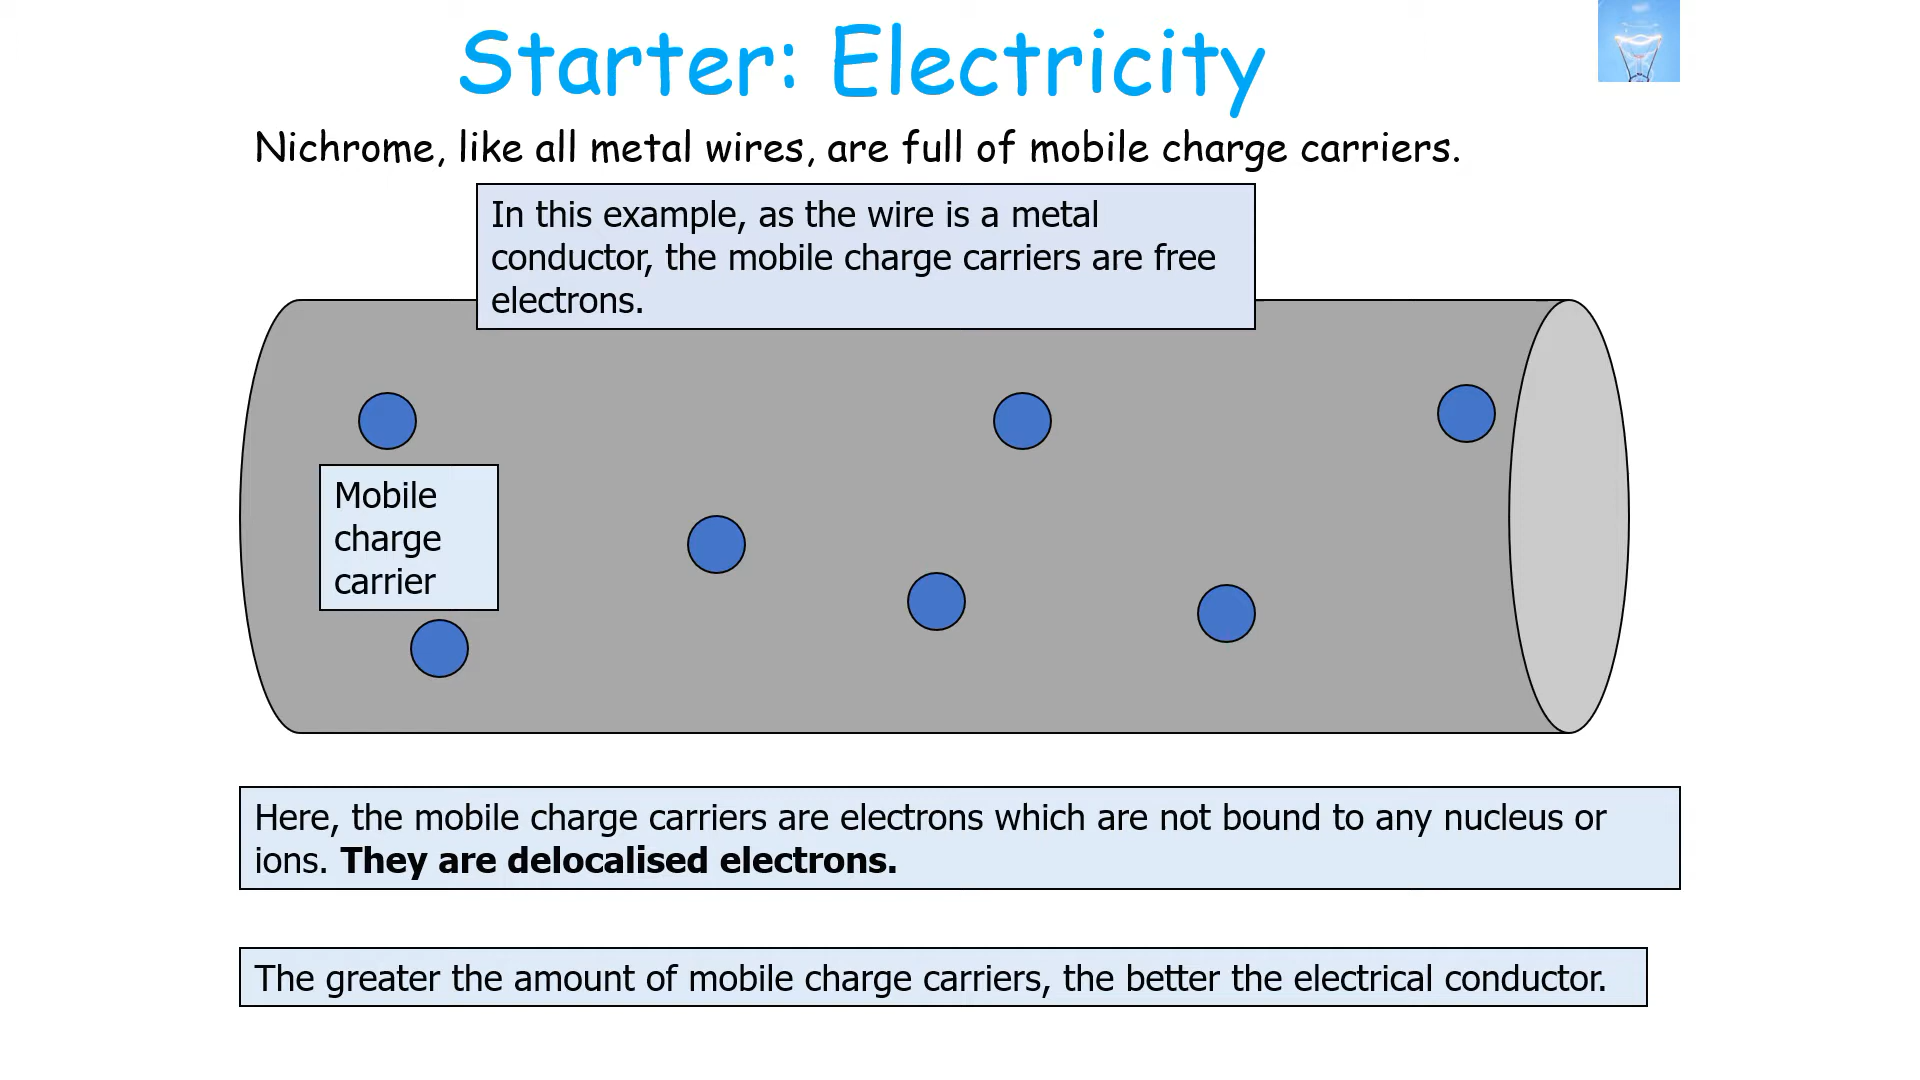 Starter: Electricity
Nichrome, like all metal wires, are full of mobile charge carriers.
In this example, as the wire is a metal
conductor, the mobile charge carriers are free
electrons.
Mobile
charge
carrier
Here, the mobile charge carriers are electrons which are not bound to any nucleus or
ions. They are delocalised electrons.
The greater the amount of mobile charge carriers, the better the electrical conductor.